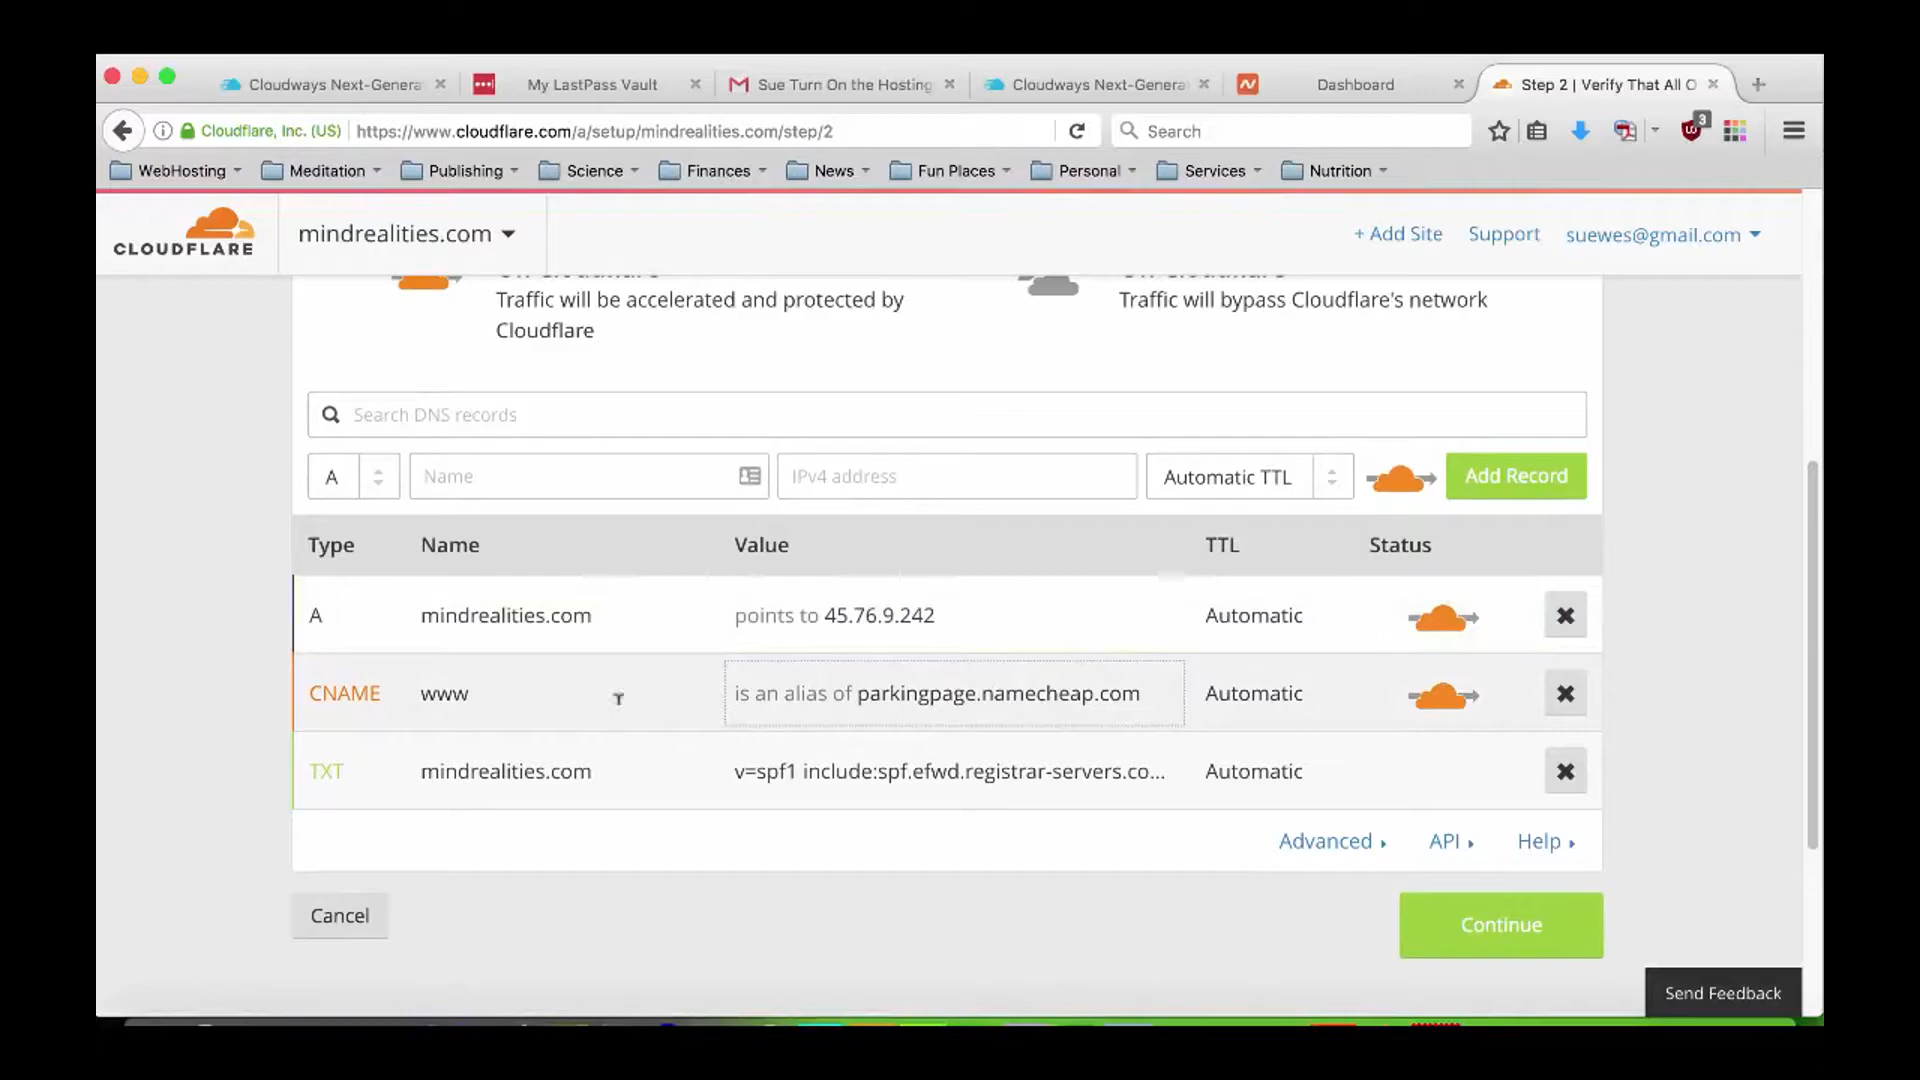 Cloudways Next-Genera
My LastPass Vault
Sue Turn On the Hosting
Cloudways Next-Genera
Dashboard
Step 2 | Verify That All O
Cloudflare, Inc. (US)
https://www.cloudflare.com/a/setup/mindrealities.com/step/2
Search
3
WebHosting
Meditation
Publishing
Science
Finances
News
Fun Places
Personal
Services
Nutrition
CLOUDFLARE
mindrealities.com
+ Add Site
Support
suewes@gmail.com
Traffic will be accelerated and protected by
Cloudflare
Traffic will bypass Cloudflare's network
Search DNS records
A
Name
IPv4 address
Automatic TTL
Add Record
Type Name Value TTL Status
A mindrealities.com points to 45.76.9.242 Automatic
CNAME www is an alias of parkingpage.namecheap.com Automatic
TXT mindrealities.com v=spf1 include:spf.efwd.registrar-servers.co... Automatic
Advanced
API
Help
Cancel
Continue
Send Feedback